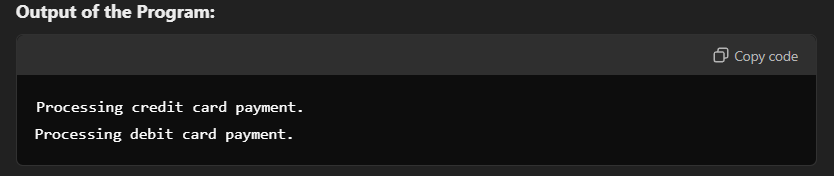 Output of the Program:
Copy code
Processing credit card payment.
Processing debit card payment.